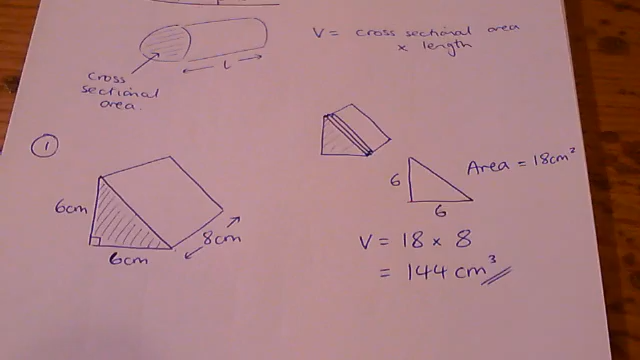 L
cross
sectional
area.
V = cross sectional area
x length
1
6cm
6cm
8cm
6
6
Area = 18cm²
V = 18 x 8
= 144 cm³